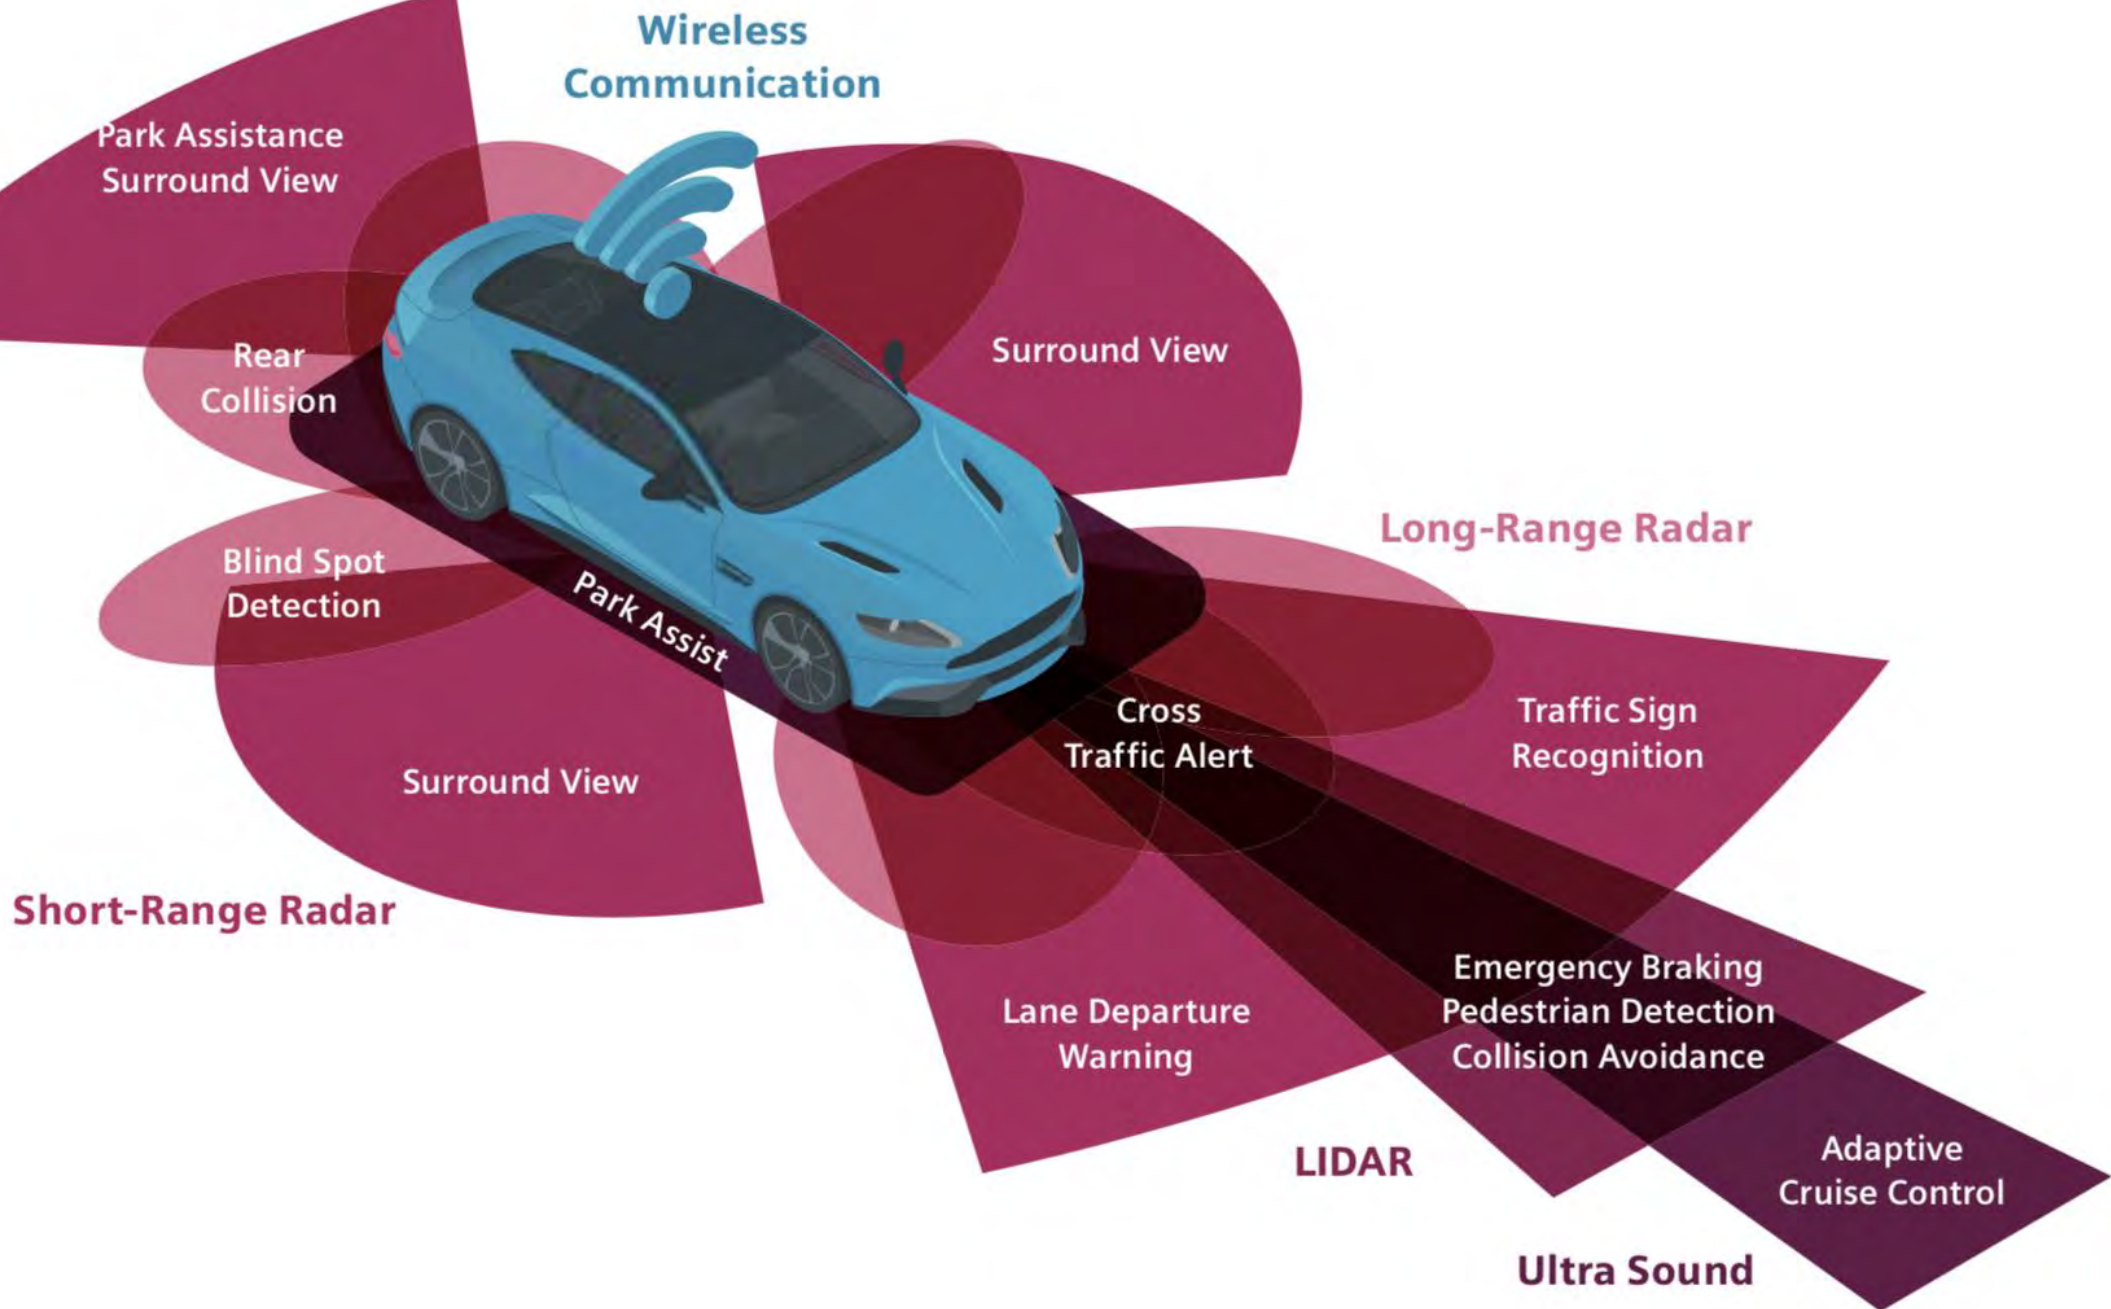 Wireless
Communication
Park Assistance
Surround View
Surround View
Rear
Collision
Long-Range Radar
Blind Spot
Detection
Park Assist
Cross
Traffic Alert
Traffic Sign
Recognition
Surround View
Short-Range Radar
Emergency Braking
Pedestrian Detection
Collision Avoidance
Lane Departure
Warning
LIDAR
Adaptive
Cruise Control
Ultra Sound